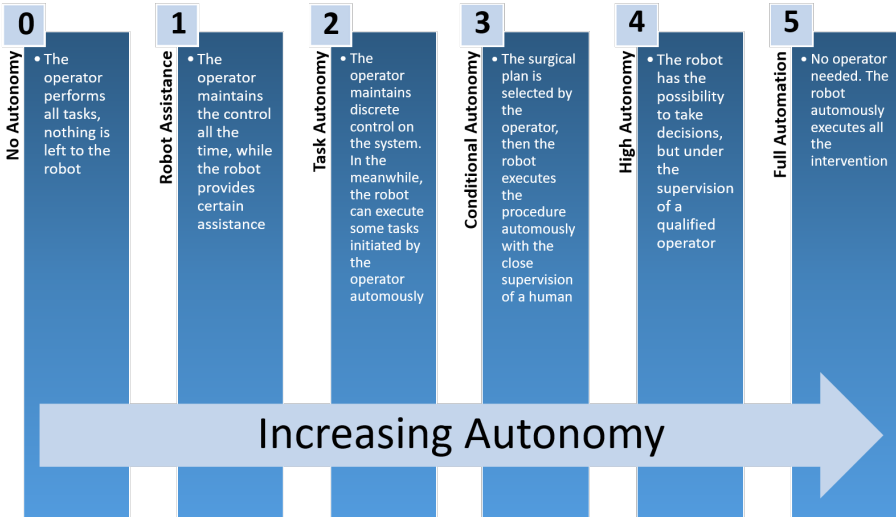 0
No Autonomy
• The
operator
performs
all tasks,
nothing is
left to the
robot
1
Robot Assistance
• The
operator
maintains
the control
all the
time, while
the robot
provides
certain
assistance
2
Task Autonomy
• The
operator
maintains
discrete
control on
the system.
In the
meanwhile,
the robot
can execute
some tasks
initiated by
the
operator
automously
3
Conditional Autonomy
• The surgical
plan is
selected by
the
operator,
then the
robot
executes
the
procedure
automously
with the
close
supervision
of a human
4
High Autonomy
• The robot
has the
possibility
to take
decisions,
but under
the
supervision
of a
qualified
operator
5
Full Automation
• No operator
needed. The
robot
automously
executes all
the
intervention
Increasing Autonomy